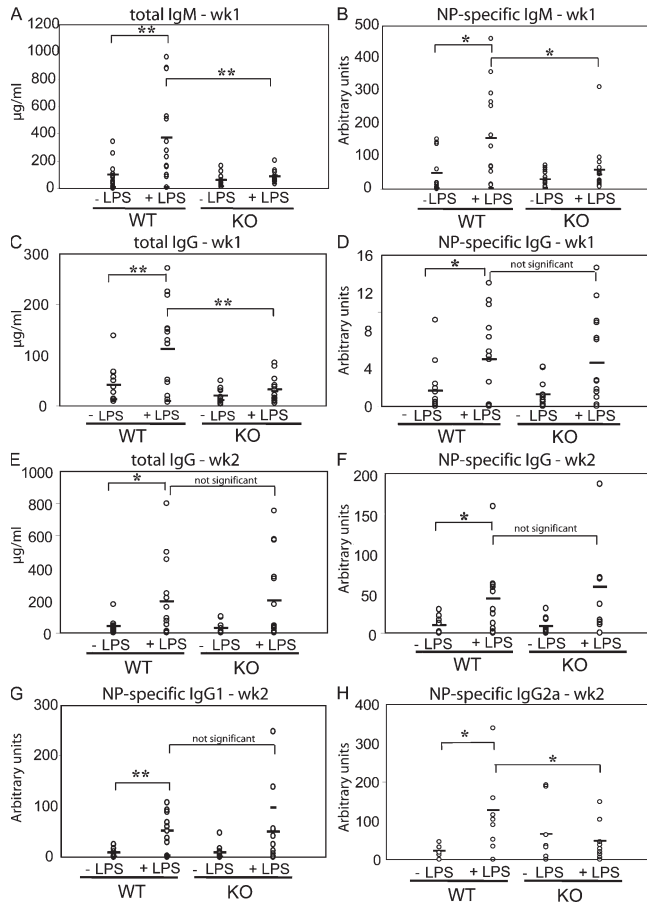 A total IgM - wk1
1200
1000
800
600
400
200
0
µg/ml
**
**
- LPS + LPS - LPS + LPS
WT KO
B NP-specific IgM - wk1
500
400
300
200
100
0
Arbitrary units
*
*
- LPS + LPS - LPS + LPS
WT KO
C total IgG - wk1
300
200
100
0
µg/ml
**
**
- LPS + LPS - LPS + LPS
WT KO
D NP-specific IgG - wk1
16
12
8
4
0
Arbitrary units
*
not significant
- LPS + LPS - LPS + LPS
WT KO
E total IgG - wk2
1000
800
600
400
200
0
µg/ml
*
not significant
- LPS + LPS - LPS + LPS
WT KO
F NP-specific IgG - wk2
200
150
100
50
0
Arbitrary units
*
not significant
- LPS + LPS - LPS + LPS
WT KO
G NP-specific IgG1 - wk2
300
200
100
0
Arbitrary units
**
not significant
- LPS + LPS - LPS + LPS
WT KO
H NP-specific IgG2a - wk2
400
300
200
100
0
Arbitrary units
*
*
- LPS + LPS - LPS + LPS
WT KO